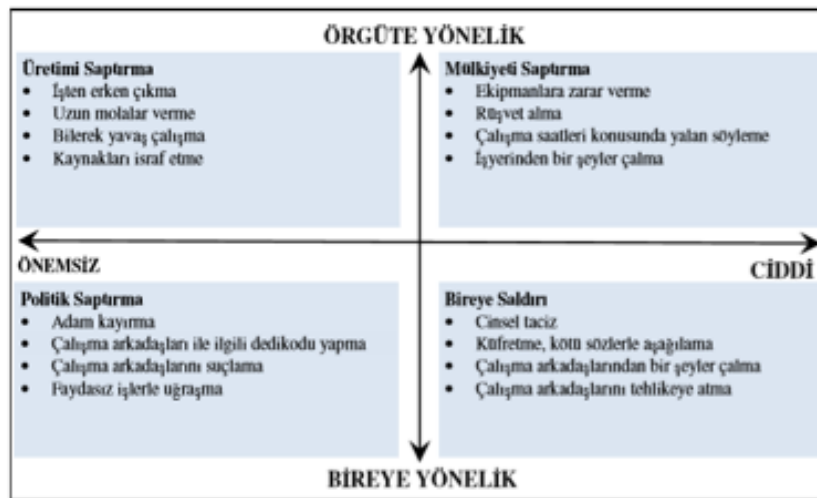 ÖRGÜTE YÖNELİK
Üretimi Saptırma
• İşten erken çıkma
• Uzun molalar verme
• Bilerek yavaş çalışma
• Kaynakları israf etme
Mülkiyeti Saptırma
• Ekipmanlara zarar verme
• Rüşvet alma
• Çalışma saatleri konusunda yalan söyleme
• İşyerinden bir şeyler çalma
ÖNEMSİZ
CİDDİ
Politik Saptırma
• Adam kayırma
• Çalışma arkadaşları ile ilgili dedikodu yapma
• Çalışma arkadaşlarını suçlama
• Faydasız işlerle uğraşma
Bireye Saldırı
• Cinsel taciz
• Küfretme, kötü sözlerle aşağılama
• Çalışma arkadaşlarından bir şeyler çalma
• Çalışma arkadaşlarını tehlikeye atma
BİREYE YÖNELİK